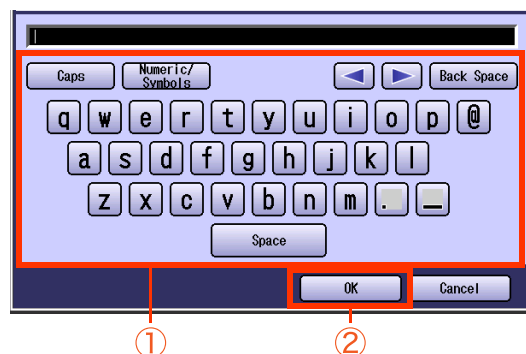 Caps Numeric/ Symbols Back Space
q w e r t y u i o p @
a s d f g h j k l
z x c v b n m . _
Space
OK Cancel
① ②